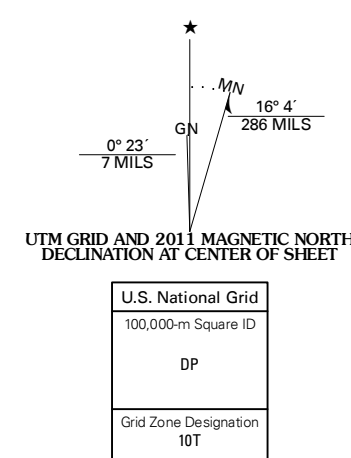 ★
. . . MN
16° 4´
286 MILS
GN
0° 23´
7 MILS
UTM GRID AND 2011 MAGNETIC NORTH
DECLINATION AT CENTER OF SHEET
U.S. National Grid
100,000-m Square ID
DP
Grid Zone Designation
10T